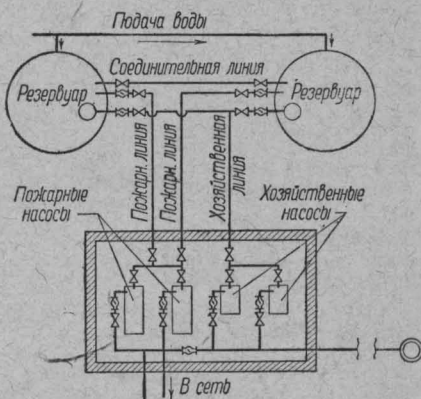 Подача воды
Соединительная линия
Резервуар
Резервуар
Пожарн. линия
Пожарн. линия
Хозяйственная
линия
Пожарные
насосы
Хозяйственные
насосы
В сеть